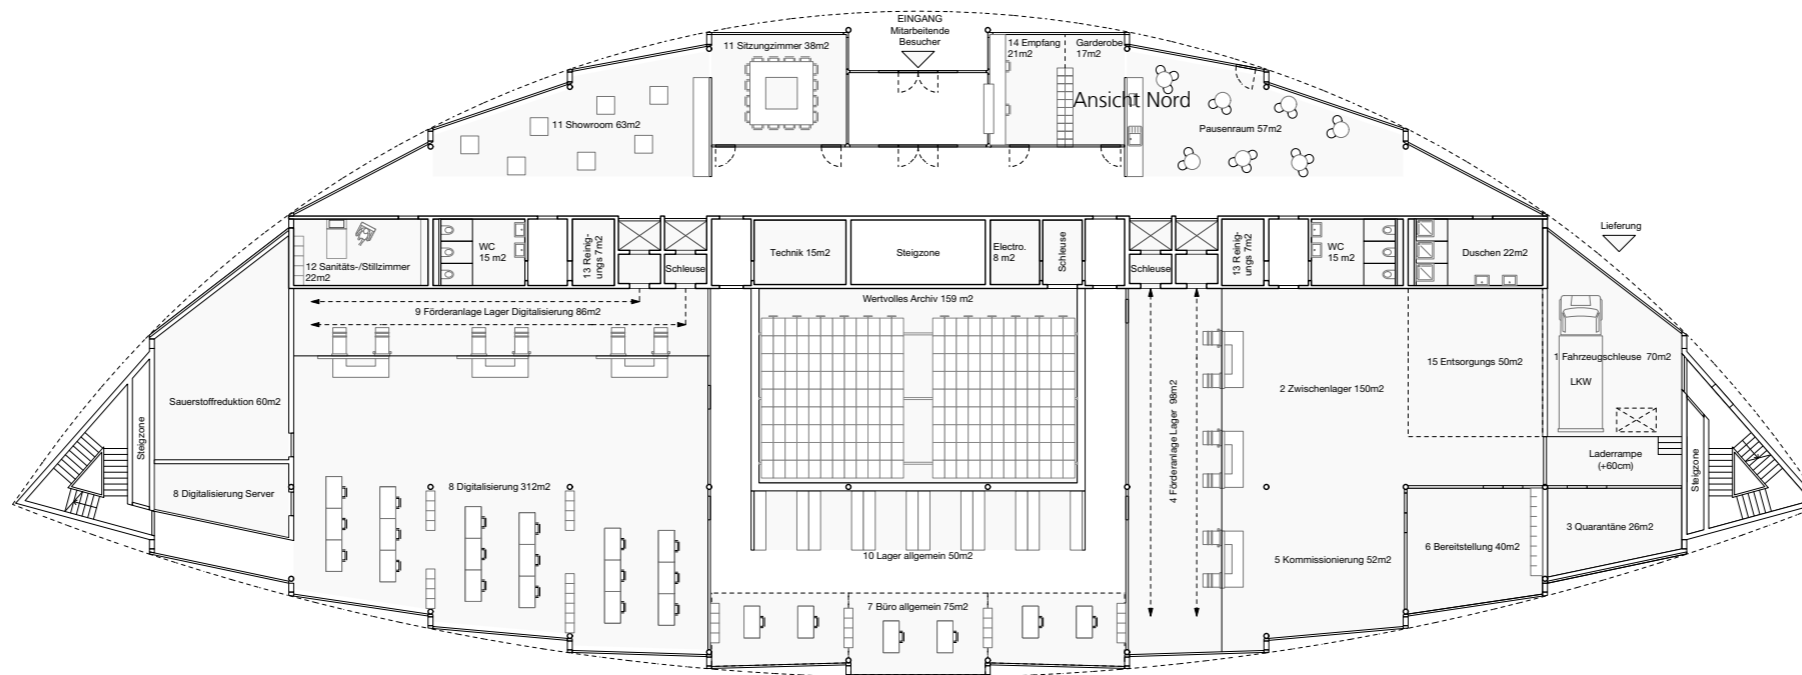 EINGANG
Mitarbeitende
Besucher
11 Sitzungzimmer 38m2
14 Empfang
21m2
Garderobe
17m2
Ansicht Nord
11 Showroom 63m2
Pausenraum 57m2
Lieferung
12 Sanitäts-/Stillzimmer
22m2
WC
15 m2
13 Reinig-
ungs 7m2
Schleuse
Technik 15m2
Steigzone
Electro.
8 m2
Schleuse
Schleuse
13 Reinig-
ungs 7m2
WC
15 m2
Duschen 22m2
9 Förderanlage Lager Digitalisierung 86m2
Wertvolles Archiv 159 m2
4 Förderanlage Lager 98m2
2 Zwischenlager 150m2
15 Entsorgungs 50m2
1 Fahrzeugschleuse 70m2
LKW
Sauerstoffreduktion 60m2
Steigzone
8 Digitalisierung Server
8 Digitalisierung 312m2
Laderrampe
(+60cm)
Steigzone
3 Quarantäne 26m2
10 Lager allgemein 50m2
5 Kommissionierung 52m2
6 Bereitstellung 40m2
7 Büro allgemein 75m2